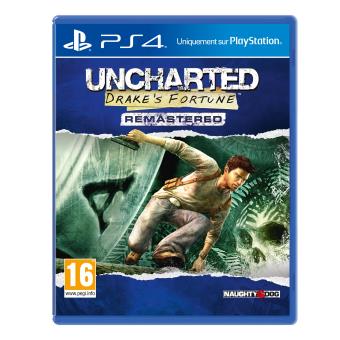 PS4
Uniquement sur PlayStation.
UNCHARTED
DRAKE'S FORTUNE
REMASTERED
16
www.pegi.info
NAUGHTY DOG